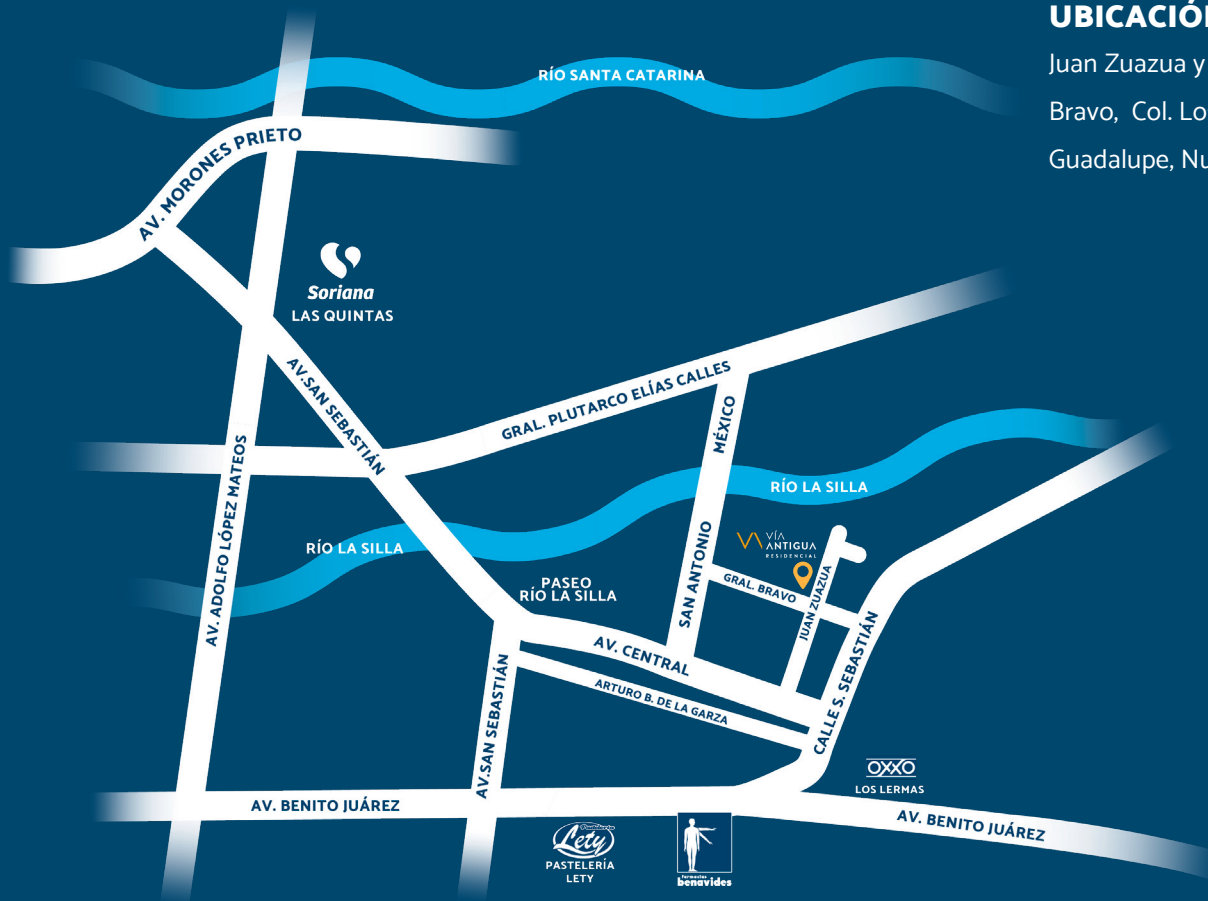 UBICACIÓN
Juan Zuazua y
Bravo, Col. Lo
Guadalupe, Nu
RÍO SANTA CATARINA
AV. MORONES PRIETO
Soriana
LAS QUINTAS
AV.SAN SEBASTIÁN
GRAL. PLUTARCO ELÍAS CALLES
MÉXICO
AV. ADOLFO LÓPEZ MATEOS
RÍO LA SILLA
RÍO LA SILLA
VÍA
ANTIGUA
RESIDENCIAL
PASEO
RÍO LA SILLA
SAN ANTONIO
GRAL. BRAVO
JUAN ZUAZUA
AV. CENTRAL
ARTURO B. DE LA GARZA
CALLE S. SEBASTIÁN
AV.SAN SEBASTIÁN
OXXO
LOS LERMAS
AV. BENITO JUÁREZ
AV. BENITO JUÁREZ
Pastelería
Lety
PASTELERÍA
LETY
farmacias
benavides